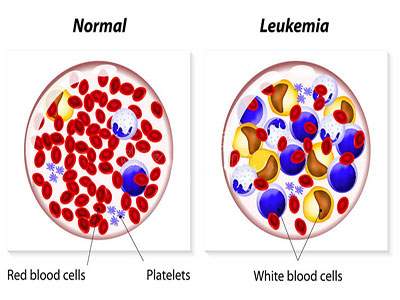 Normal
Leukemia
Red blood cells
Platelets
White blood cells